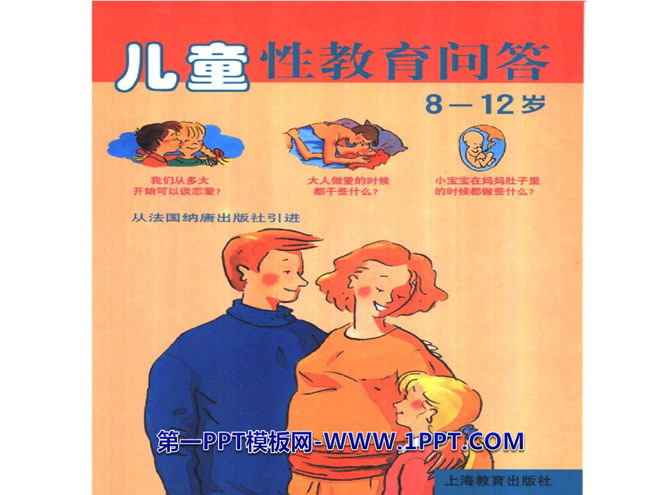 儿童性教育问答
8－12岁
我们从多大
开始可以谈恋爱？
大人做爱的时候
都干些什么？
小宝宝在妈妈肚子里
的时候都做些什么？
从法国纳唐出版社引进
第一PPT模板网-WWW.1PPT.COM
上海教育出版社